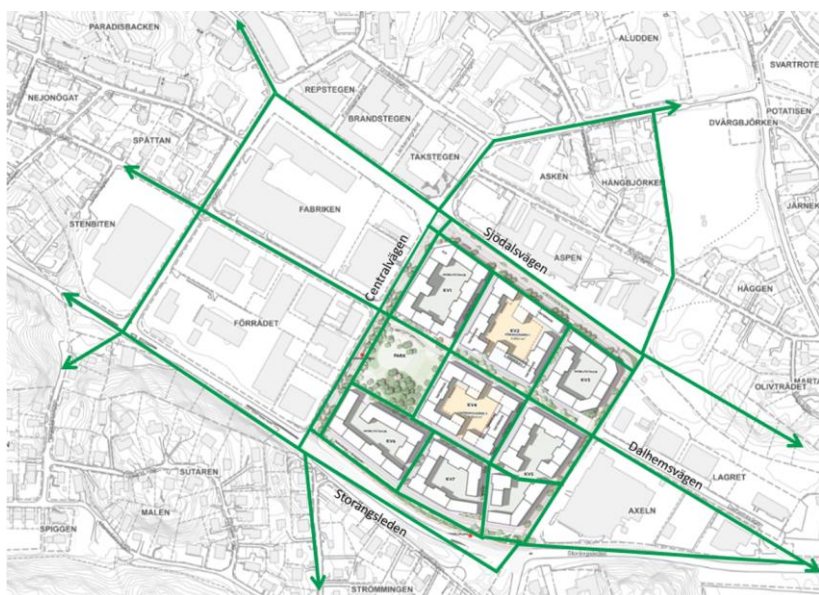 PARADISBACKEN
ALUDDEN
SVARTROTE
REPSTEGEN
NEJONÖGAT
BRANDSTEGEN
POTATISEN
DVÄRGBJÖRKEN
SPÄTTAN
TAKSTEGEN
ASKEN
HÄNGBJÖRKEN
FABRIKEN
JÄRNEK
STENBITEN
Sjödalsvägen
ASPEN
Centralvägen
HÄGGEN
KV1
FÖRRÅDET
KV2
PARK
KV3
OLIVTRÄDET
MARTA
KV4
Dalhemsvägen
KV6
LAGRET
SUTAREN
KV5
KV7
AXELN
MALEN
Storängsleden
SPIGGEN
STRÖMMINGEN